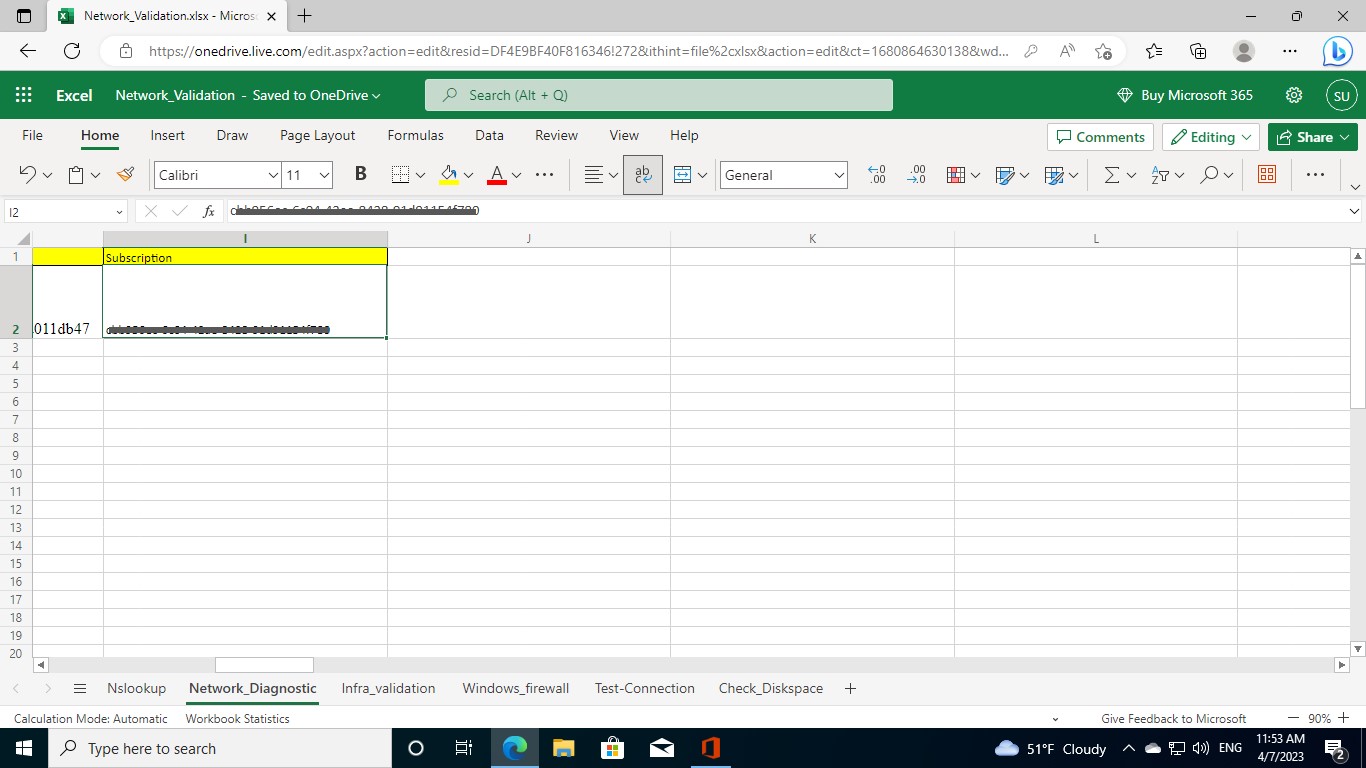 Network_Validation.xlsx - Micros
https://onedrive.live.com/edit.aspx?action=edit&resid=DF4E9BF40F816346!272&ithint=file%2cxlsx&action=edit&ct=1680864630138&wd...
Excel Network_Validation - Saved to OneDrive Search (Alt + Q) Buy Microsoft 365 SU
File Home Insert Draw Page Layout Formulas Data Review View Help Comments Editing Share
Calibri 11 B A ab General
I2 fx
I J K L
1 Subscription
2 011db47
3
4
5
6
7
8
9
10
11
12
13
14
15
16
17
18
19
20
Nslookup Network_Diagnostic Infra_validation Windows_firewall Test-Connection Check_Diskspace
Calculation Mode: Automatic Workbook Statistics Give Feedback to Microsoft 90%
Type here to search 51°F Cloudy ENG 11:53 AM
4/7/2023 2